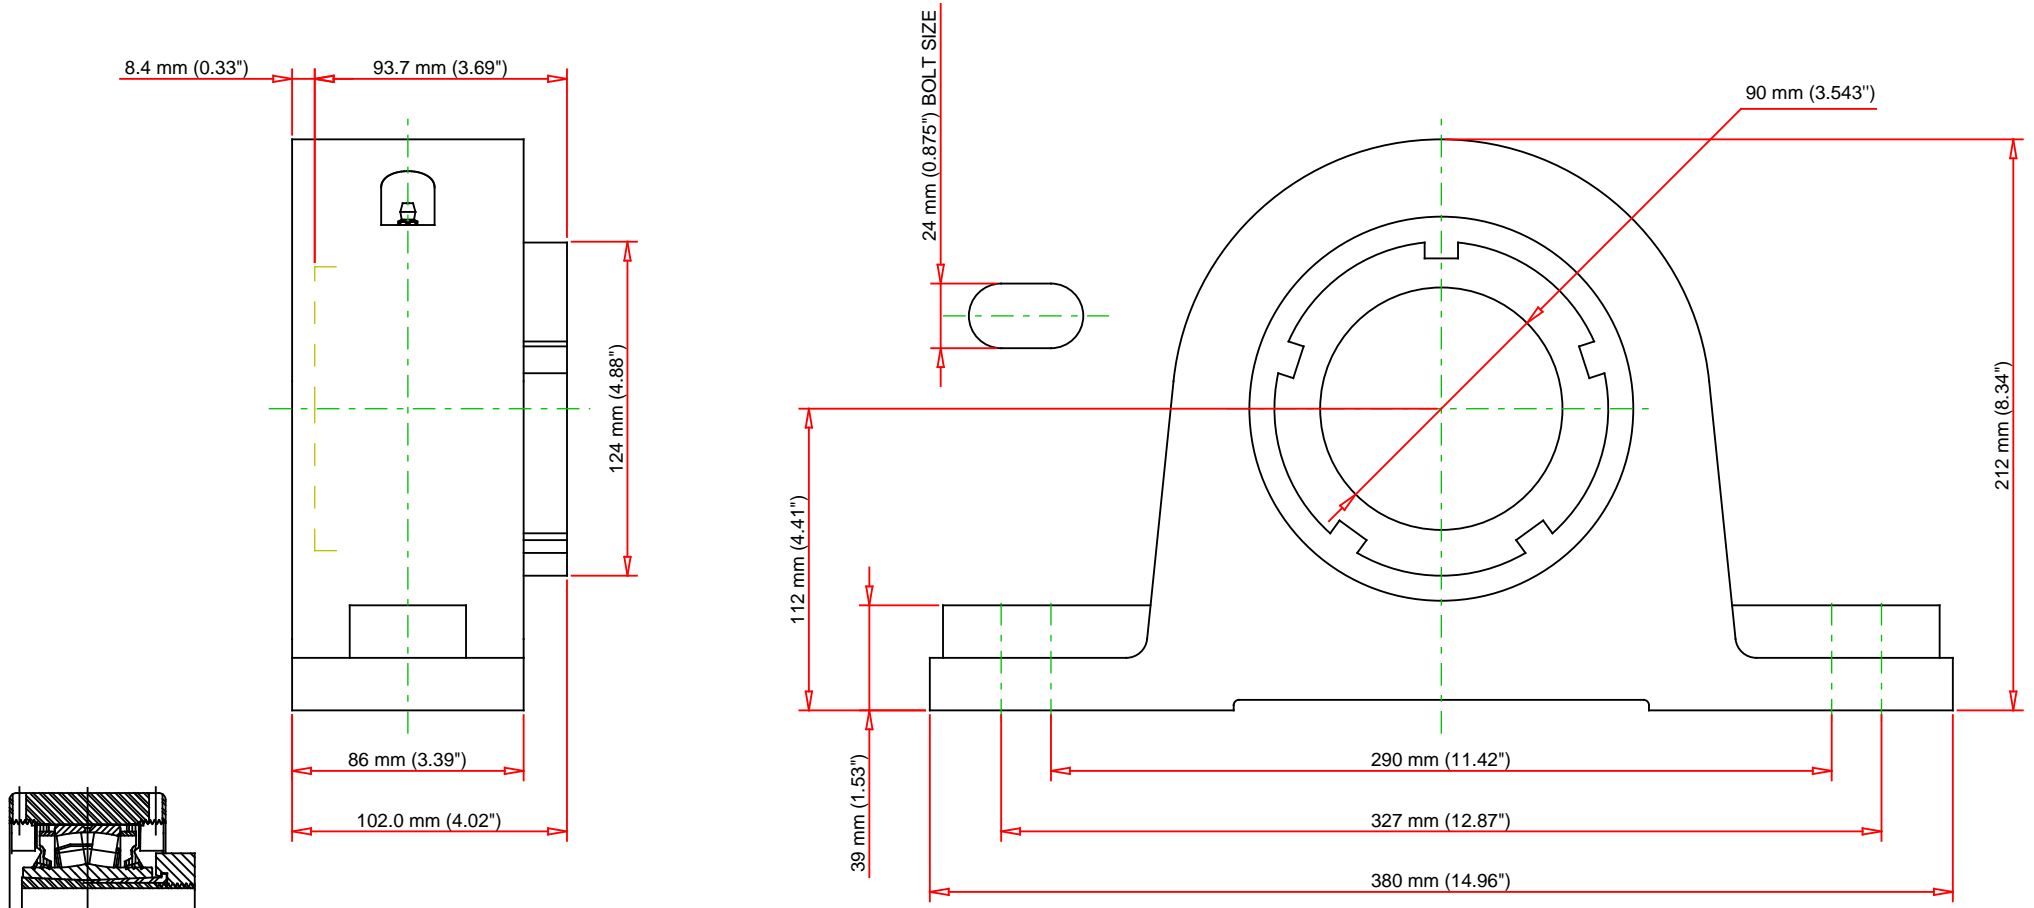 8.4 mm (0.33")
93.7 mm (3.69")
124 mm (4.88")
86 mm (3.39")
102.0 mm (4.02")
24 mm (0.875") BOLT SIZE
90 mm (3.543")
212 mm (8.34")
112 mm (4.41")
39 mm (1.53")
290 mm (11.42")
327 mm (12.87")
380 mm (14.96")